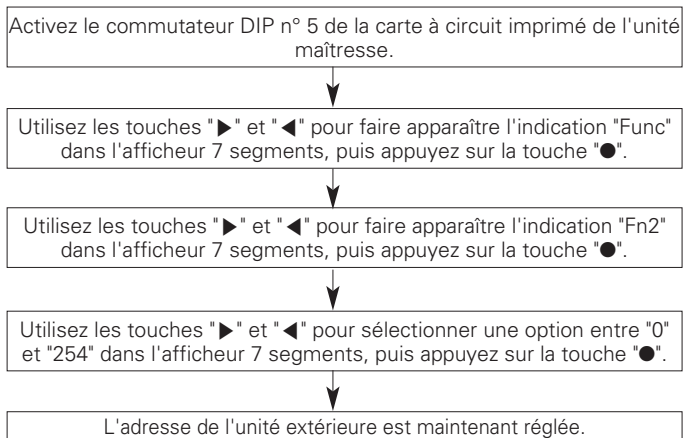 Activez le commutateur DIP n° 5 de la carte à circuit imprimé de l'unité
maîtresse.
Utilisez les touches "▶" et "◀" pour faire apparaître l'indication "Func"
dans l'afficheur 7 segments, puis appuyez sur la touche "●".
Utilisez les touches "▶" et "◀" pour faire apparaître l'indication "Fn2"
dans l'afficheur 7 segments, puis appuyez sur la touche "●".
Utilisez les touches "▶" et "◀" pour sélectionner une option entre "0"
et "254" dans l'afficheur 7 segments, puis appuyez sur la touche "●".
L'adresse de l'unité extérieure est maintenant réglée.